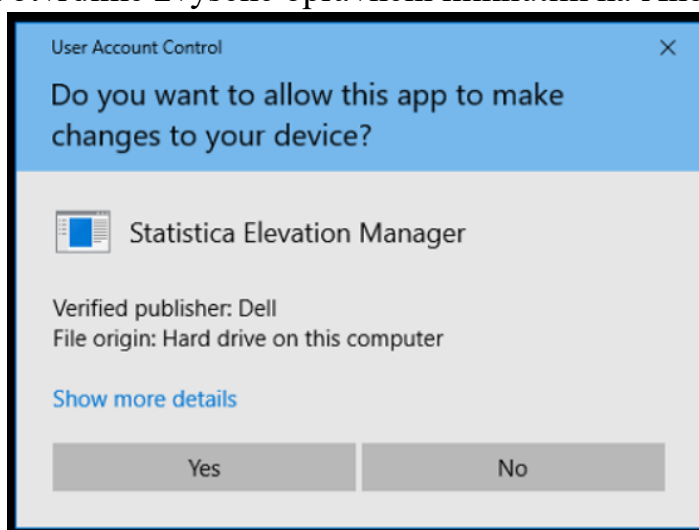 User Account Control
Do you want to allow this app to make
changes to your device?
Statistica Elevation Manager
Verified publisher: Dell
File origin: Hard drive on this computer
Show more details
Yes
No